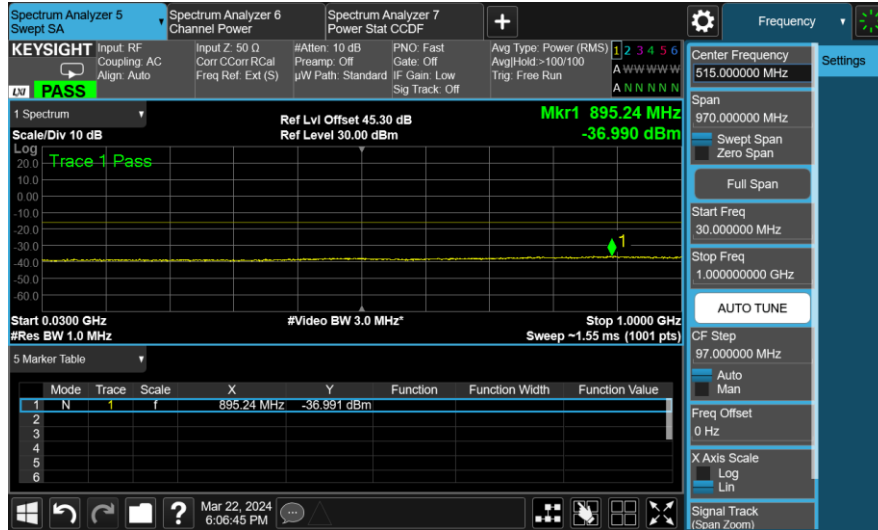 Spectrum Analyzer 5
Swept SA
Spectrum Analyzer 6
Channel Power
Spectrum Analyzer 7
Power Stat CCDF
Frequency
KEYSIGHT
LXI PASS
Input: RF
Coupling: AC
Align: Auto
Input Z: 50 Ω
Corr CCorr RCal
Freq Ref: Ext (S)
#Atten: 10 dB
Preamp: Off
µW Path: Standard
PNO: Fast
Gate: Off
IF Gain: Low
Sig Track: Off
Avg Type: Power (RMS)
Avg|Hold:>100/100
Trig: Free Run
1 2 3 4 5 6
A W W W W W
A N N N N N
1 Spectrum
Scale/Div 10 dB
Ref Lvl Offset 45.30 dB
Ref Level 30.00 dBm
Mkr1 895.24 MHz
-36.990 dBm
Log
Trace 1 Pass
20.0
10.0
0.00
-10.0
-20.0
-30.0
-40.0
-50.0
-60.0
1
Start 0.0300 GHz
#Res BW 1.0 MHz
#Video BW 3.0 MHz*
Stop 1.0000 GHz
Sweep ~1.55 ms (1001 pts)
5 Marker Table
Mode Trace Scale X Y Function Function Width Function Value
1 N 1 f 895.24 MHz -36.991 dBm
2
3
4
5
6
Mar 22, 2024
6:06:45 PM
Center Frequency
515.000000 MHz
Span
970.000000 MHz
Swept Span
Zero Span
Full Span
Start Freq
30.000000 MHz
Stop Freq
1.000000000 GHz
AUTO TUNE
CF Step
97.000000 MHz
Auto
Man
Freq Offset
0 Hz
X Axis Scale
Log
Lin
Signal Track
(Span Zoom)
Settings